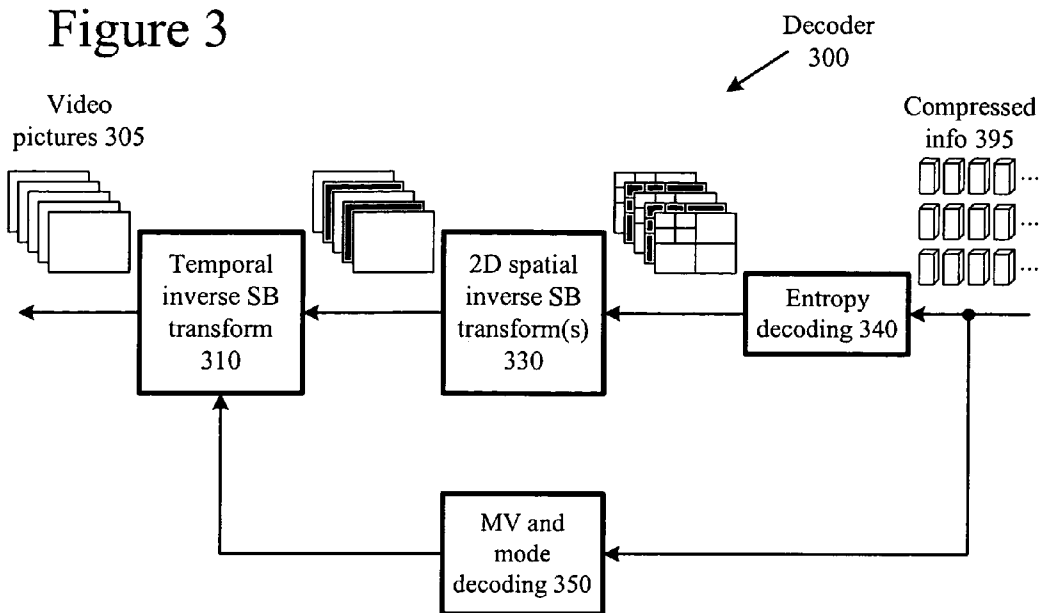 Figure 3
Decoder
300
Video
pictures 305
Compressed
info 395
...
...
...
Temporal
inverse SB
transform
310
2D spatial
inverse SB
transform(s)
330
Entropy
decoding 340
MV and
mode
decoding 350